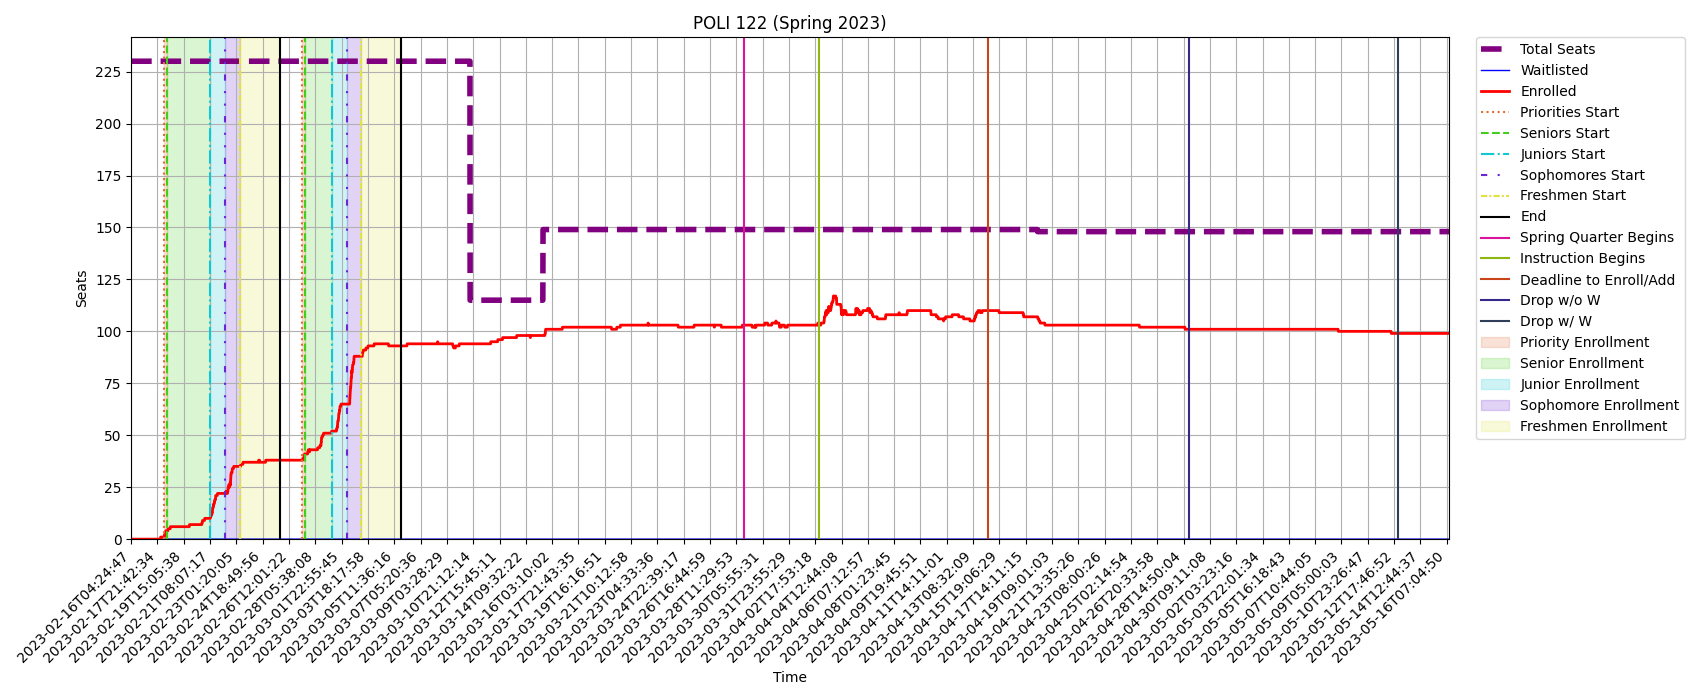 POLI 122 (Spring 2023)
Seats
225
200
175
150
125
100
75
50
25
0
2023-02-16T04:24:47
2023-02-17T21:42:34
2023-02-19T15:05:38
2023-02-21T08:07:17
2023-02-23T01:20:05
2023-02-24T18:49:56
2023-02-26T12:01:22
2023-02-28T05:38:08
2023-03-01T22:55:45
2023-03-03T18:17:58
2023-03-05T11:36:16
2023-03-07T05:20:36
2023-03-09T03:28:29
2023-03-10T21:12:14
2023-03-12T15:45:11
2023-03-14T09:32:22
2023-03-16T03:10:02
2023-03-17T21:43:35
2023-03-19T16:16:51
2023-03-21T10:12:58
2023-03-23T04:33:36
2023-03-24T22:39:17
2023-03-26T16:44:59
2023-03-28T11:29:53
2023-03-30T05:55:31
2023-03-31T23:55:29
2023-04-02T17:53:18
2023-04-04T12:44:08
2023-04-06T07:12:57
2023-04-08T01:23:45
2023-04-09T19:45:51
2023-04-11T14:11:01
2023-04-13T08:32:09
2023-04-15T19:06:29
2023-04-17T14:11:15
2023-04-19T09:01:03
2023-04-21T13:35:26
2023-04-23T08:00:26
2023-04-25T02:14:54
2023-04-26T20:33:58
2023-04-28T14:50:04
2023-04-30T09:11:08
2023-05-02T03:23:16
2023-05-03T22:01:34
2023-05-05T16:18:43
2023-05-07T10:44:05
2023-05-09T05:00:03
2023-05-10T23:26:47
2023-05-12T17:46:52
2023-05-14T12:44:37
2023-05-16T07:04:50
Time
Total Seats
Waitlisted
Enrolled
Priorities Start
Seniors Start
Juniors Start
Sophomores Start
Freshmen Start
End
Spring Quarter Begins
Instruction Begins
Deadline to Enroll/Add
Drop w/o W
Drop w/ W
Priority Enrollment
Senior Enrollment
Junior Enrollment
Sophomore Enrollment
Freshmen Enrollment